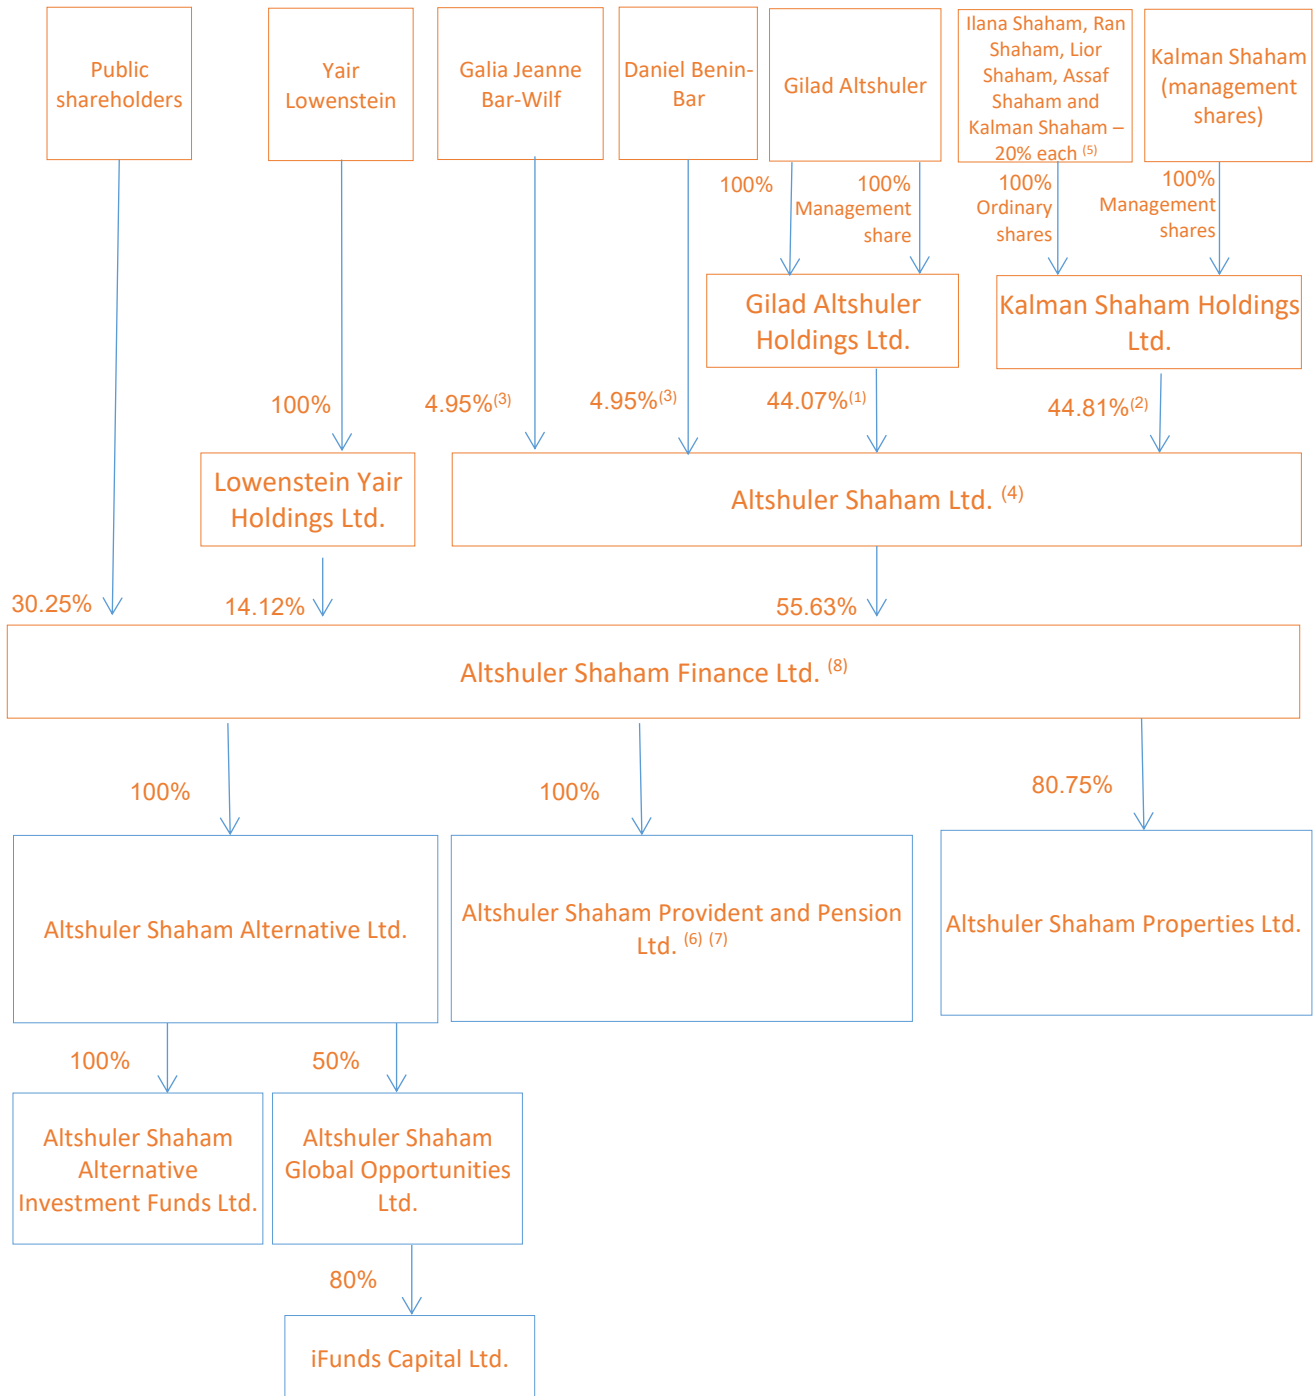 Public
shareholders
Yair
Lowenstein
Galia Jeanne
Bar-Wilf
Daniel Benin-
Bar
Gilad Altshuler
Ilana Shaham, Ran
Shaham, Lior
Shaham, Assaf
Shaham and
Kalman Shaham –
20% each (5)
Kalman Shaham
(management
shares)
100%
100%
Management
share
100%
Ordinary
shares
100%
Management
shares
Gilad Altshuler
Holdings Ltd.
Kalman Shaham Holdings
Ltd.
100%
4.95%(3)
4.95%(3)
44.07%(1)
44.81%(2)
Lowenstein Yair
Holdings Ltd.
Altshuler Shaham Ltd. (4)
30.25%
14.12%
55.63%
Altshuler Shaham Finance Ltd. (8)
100%
100%
80.75%
Altshuler Shaham Alternative Ltd.
Altshuler Shaham Provident and Pension
Ltd. (6) (7)
Altshuler Shaham Properties Ltd.
100%
50%
Altshuler Shaham
Alternative
Investment Funds Ltd.
Altshuler Shaham
Global Opportunities
Ltd.
80%
iFunds Capital Ltd.